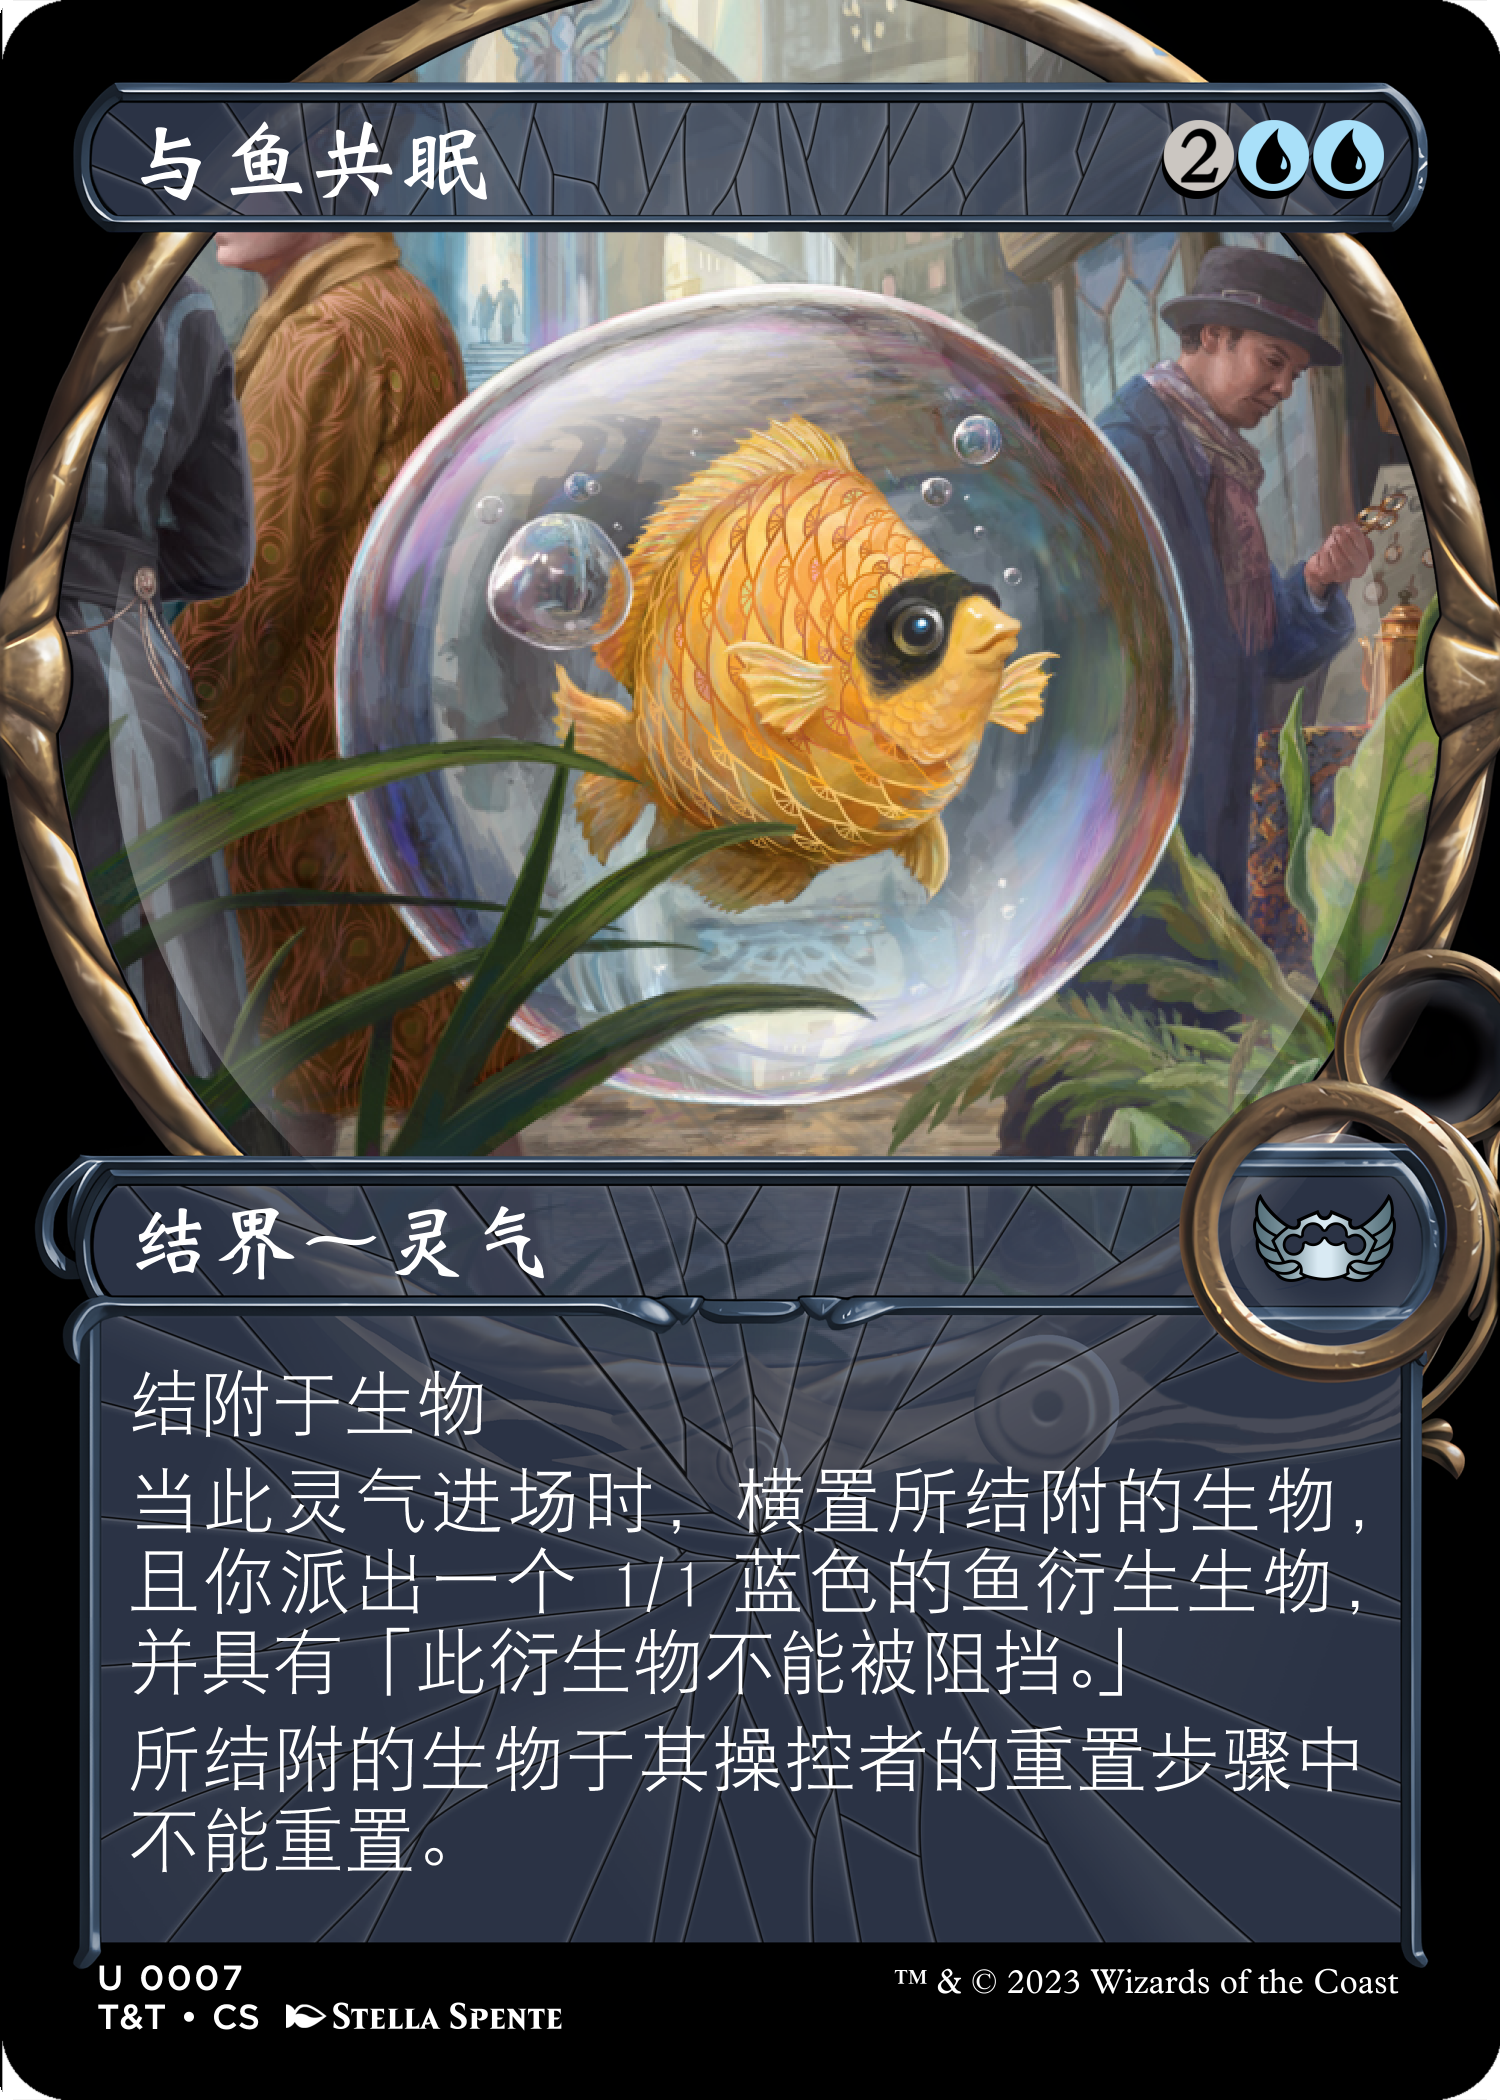 与鱼共眠 2
结界～灵气
结附于生物
当此灵气进场时，横置所结附的生物，
且你派出一个 1/1 蓝色的鱼衍生生物，
并具有「此衍生物不能被阻挡。」
所结附的生物于其操控者的重置步骤中
不能重置。
U 0007
T&T • CS STELLA SPENTE
™ & © 2023 Wizards of the Coast